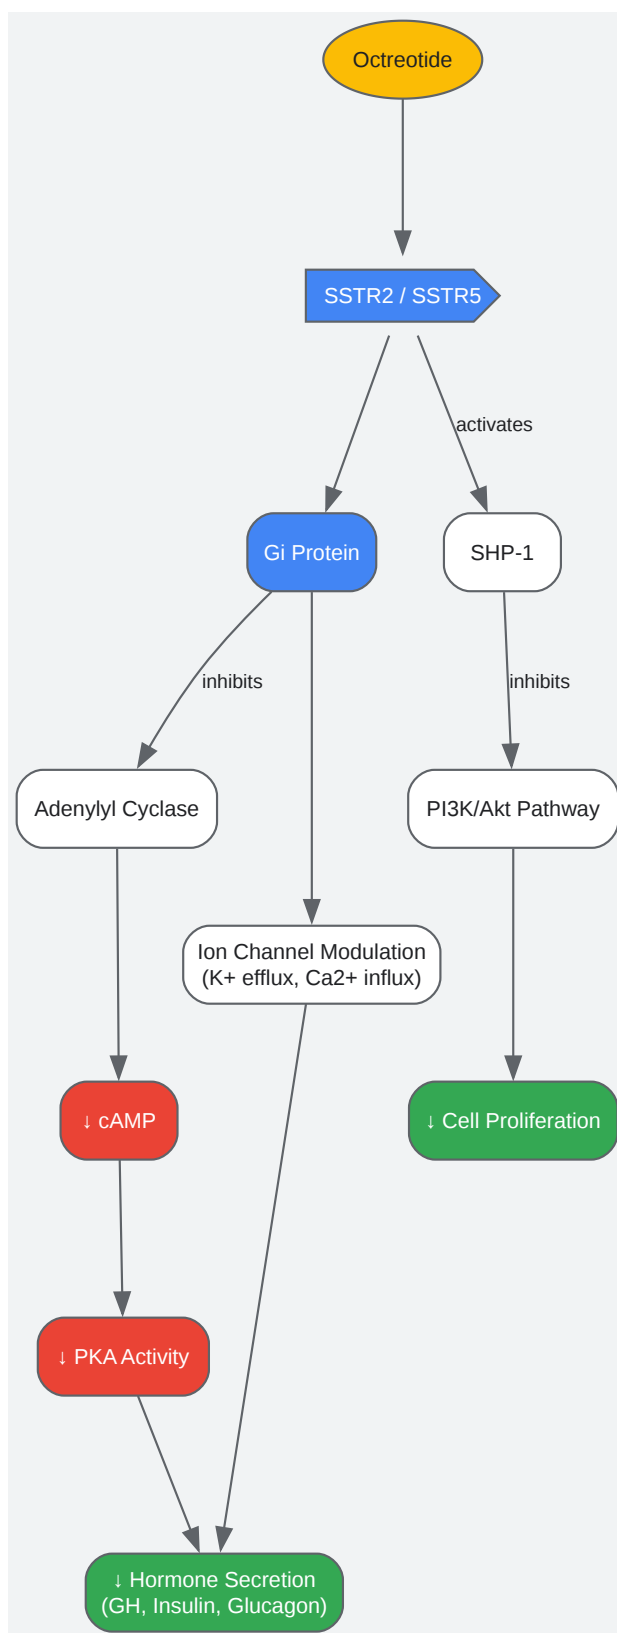 Octreotide
SSTR2 / SSTR5
activates
Gi Protein
SHP-1
inhibits
inhibits
Adenylyl Cyclase
PI3K/Akt Pathway
Ion Channel Modulation
(K+ efflux, Ca2+ influx)
↓ cAMP
↓ Cell Proliferation
↓ PKA Activity
↓ Hormone Secretion
(GH, Insulin, Glucagon)